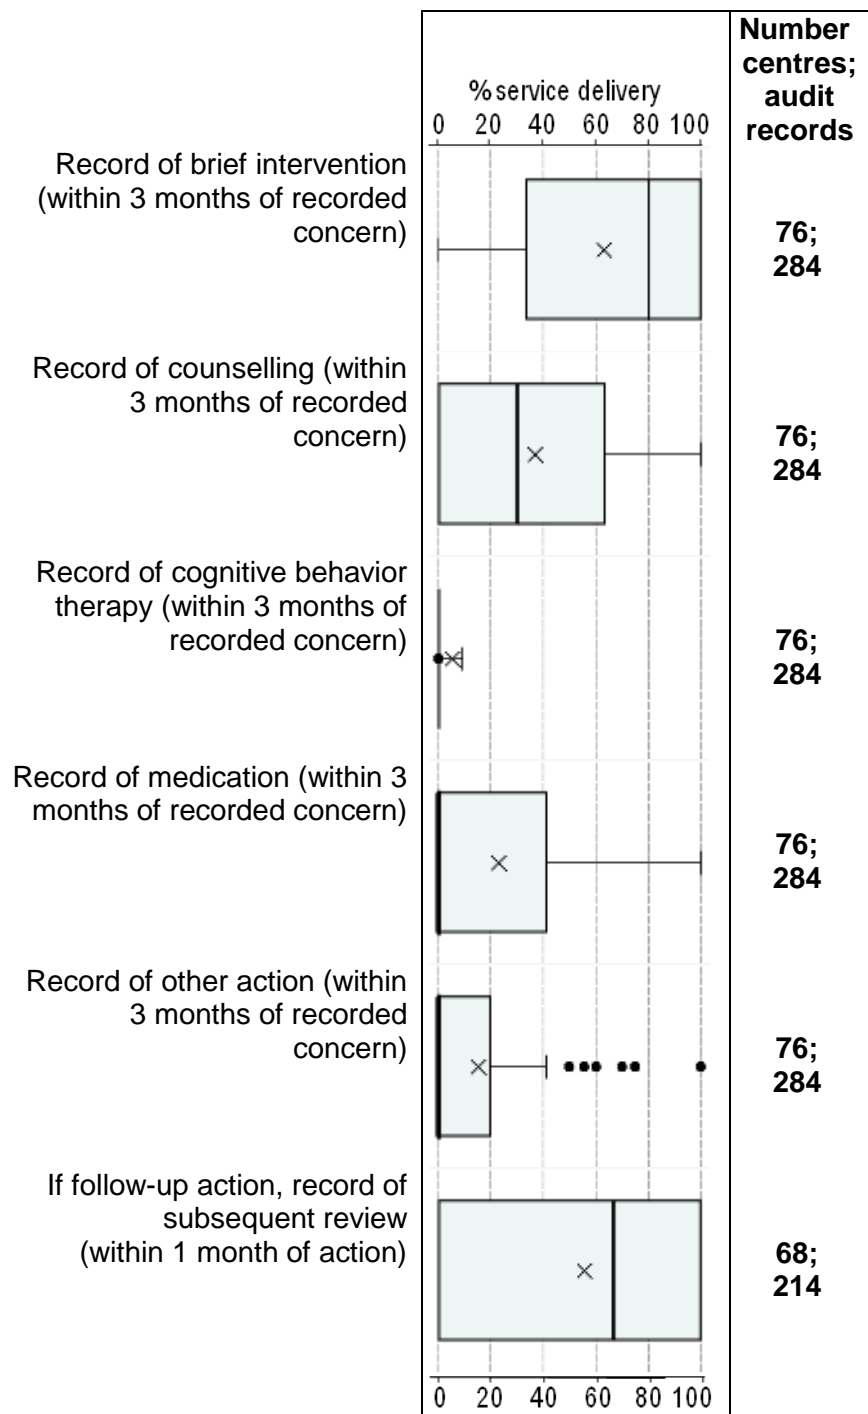 Number
centres;
audit
records
% service delivery
0 20 40 60 80 100
Record of brief intervention
(within 3 months of recorded
concern)
76;
284
Record of counselling (within
3 months of recorded
concern)
76;
284
Record of cognitive behavior
therapy (within 3 months of
recorded concern)
76;
284
Record of medication (within 3
months of recorded concern)
76;
284
Record of other action (within
3 months of recorded
concern)
76;
284
If follow-up action, record of
subsequent review
(within 1 month of action)
68;
214
0 20 40 60 80 100